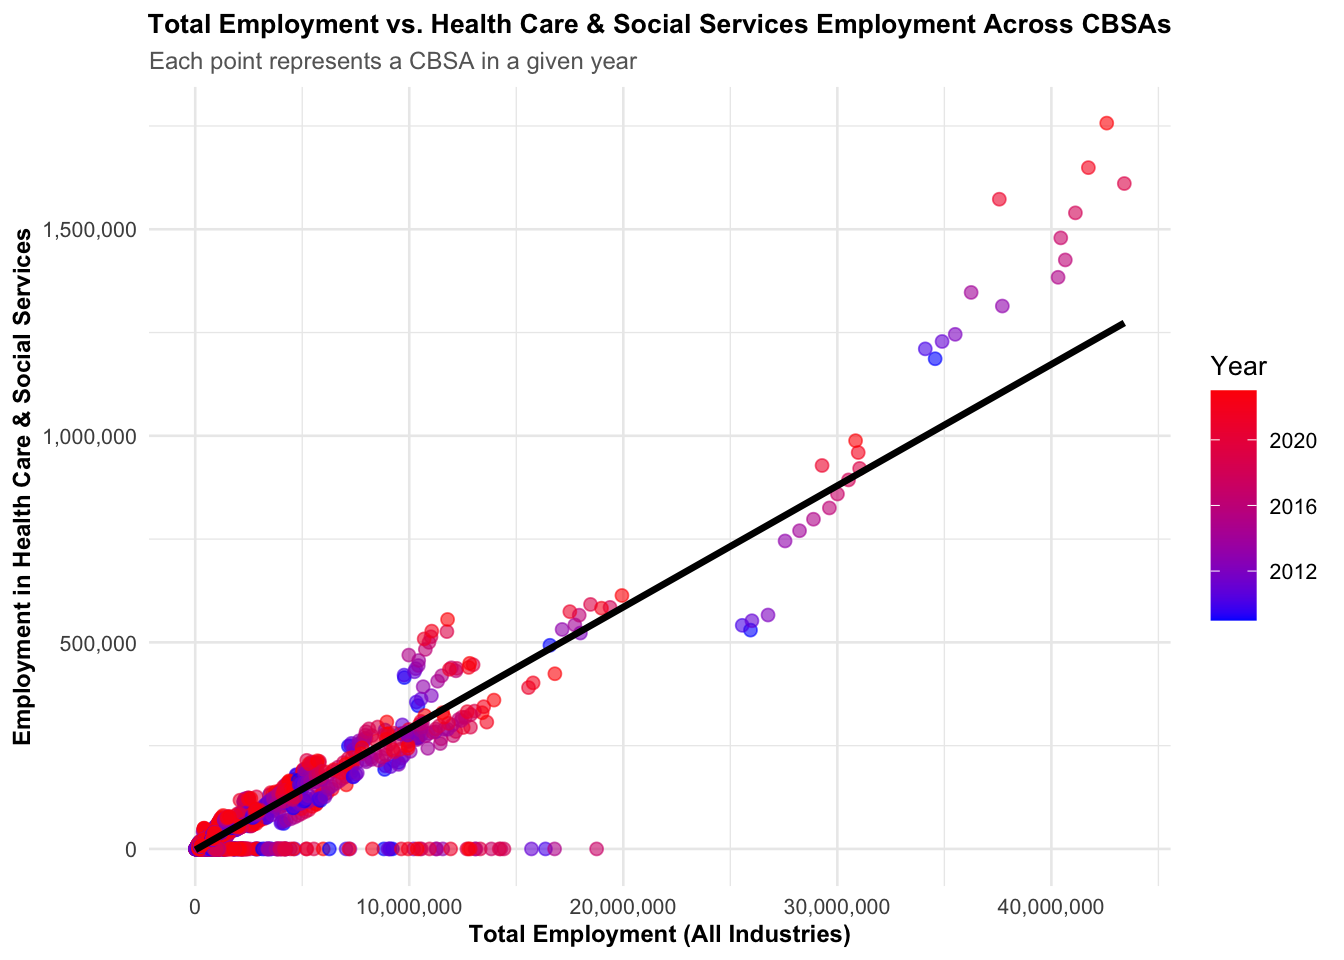 Total Employment vs. Health Care & Social Services Employment Across CBSAs
Each point represents a CBSA in a given year
Employment in Health Care & Social Services
1,500,000
1,000,000
500,000
0
0 10,000,000 20,000,000 30,000,000 40,000,000
Total Employment (All Industries)
Year
2020
2016
2012